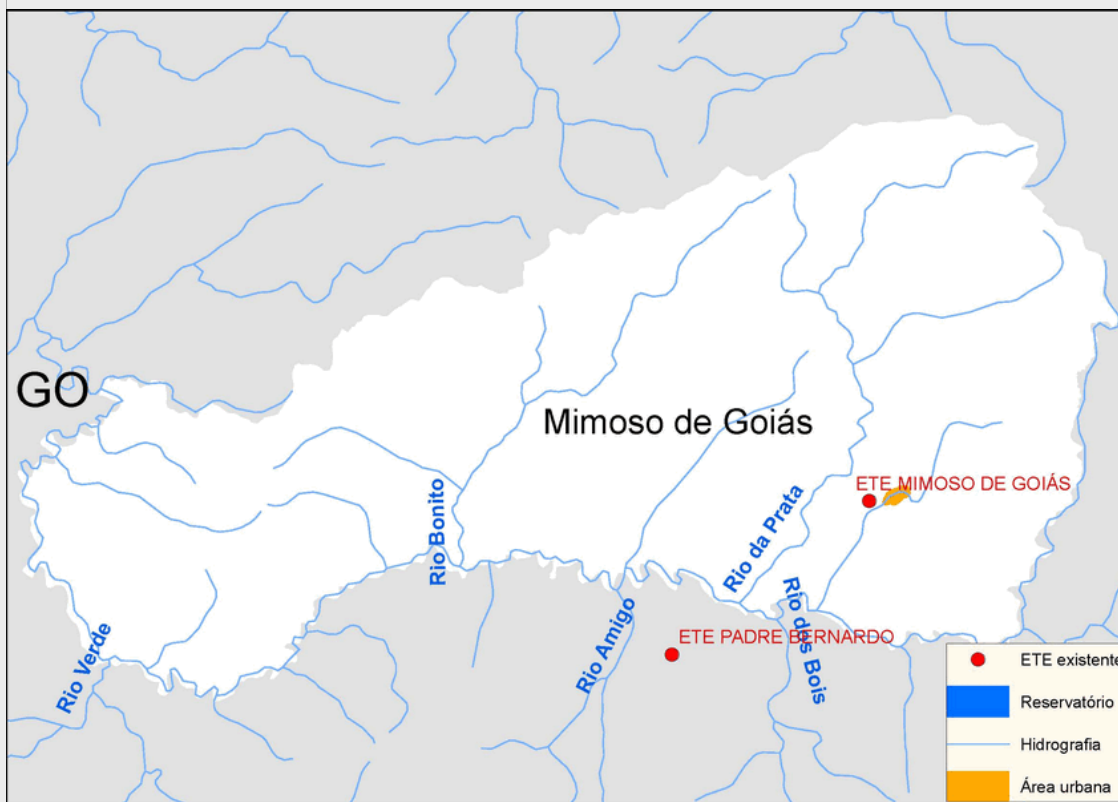 GO
Mimoso de Goiás
ETE MIMOSO DE GOIÁS
Rio Bonito
Rio da Prata
Rio dos Bois
Rio Amigo
ETE PADRE BERNARDO
Rio Verde
ETE existente
Reservatório
Hidrografia
Área urbana